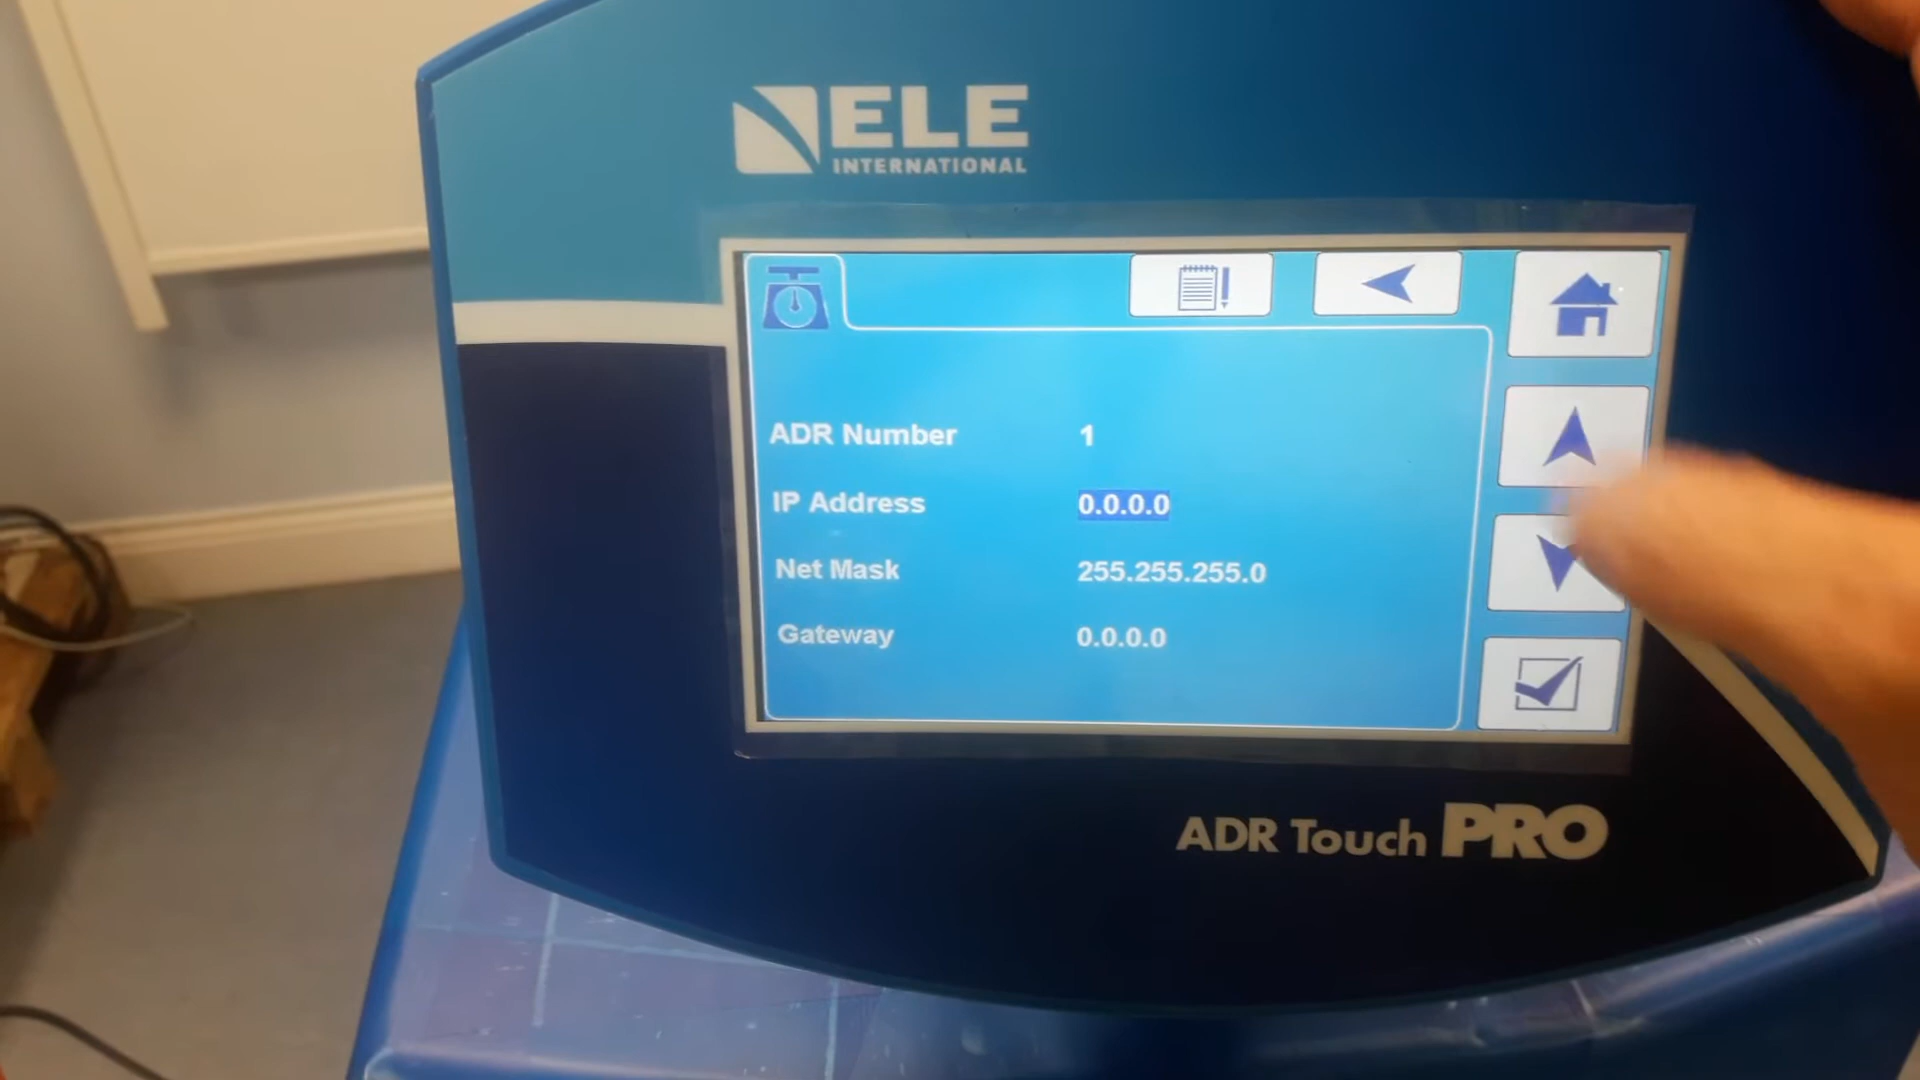 ELE
INTERNATIONAL
ADR Number 1
IP Address 0.0.0.0
Net Mask 255.255.255.0
Gateway 0.0.0.0
ADR Touch PRO